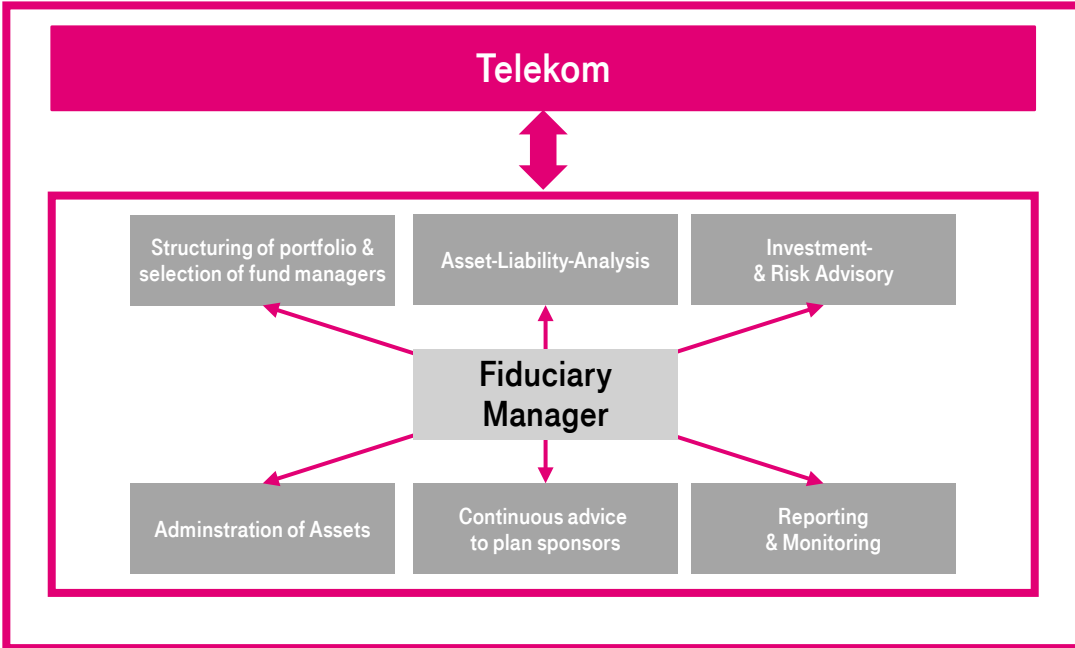 Telekom
Structuring of portfolio &
selection of fund managers
Asset-Liability-Analysis
Investment-
& Risk Advisory
Fiduciary
Manager
Adminstration of Assets
Continuous advice
to plan sponsors
Reporting
& Monitoring